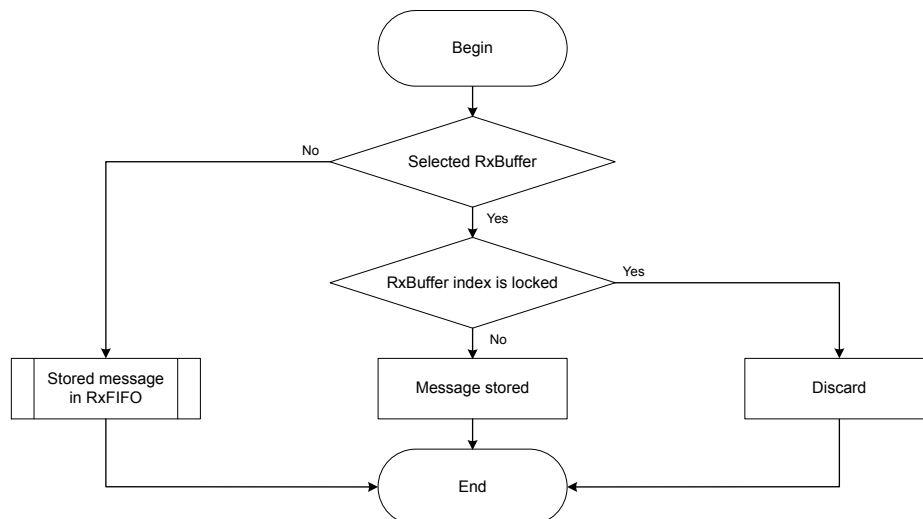 Begin
No
Selected RxBuffer
Yes
RxBuffer index is locked
Yes
No
Stored message
in RxFIFO
Message stored
Discard
End